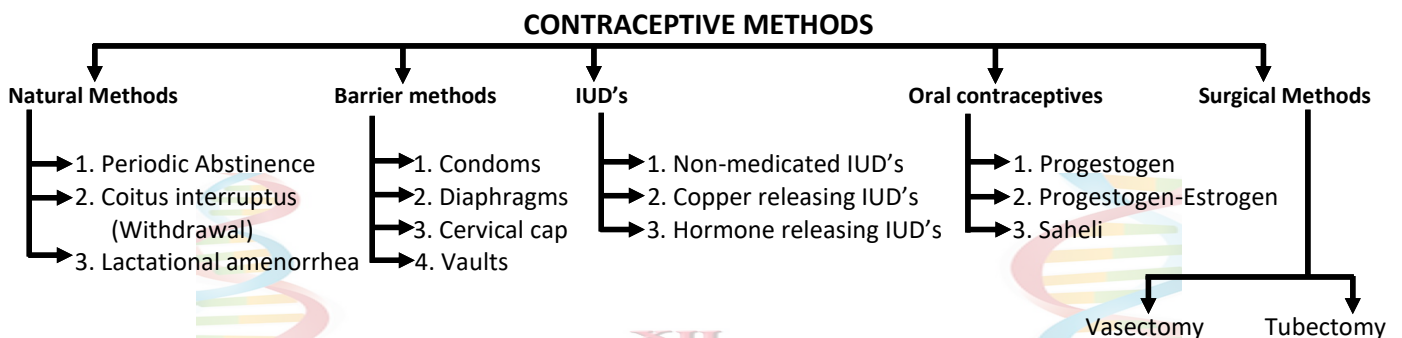 CONTRACEPTIVE METHODS
Natural Methods
1. Periodic Abstinence
2. Coitus interruptus
(Withdrawal)
3. Lactational amenorrhea
Barrier methods
1. Condoms
2. Diaphragms
3. Cervical cap
4. Vaults
IUD’s
1. Non-medicated IUD’s
2. Copper releasing IUD’s
3. Hormone releasing IUD’s
Oral contraceptives
1. Progestogen
2. Progestogen-Estrogen
3. Saheli
Surgical Methods
Vasectomy
Tubectomy